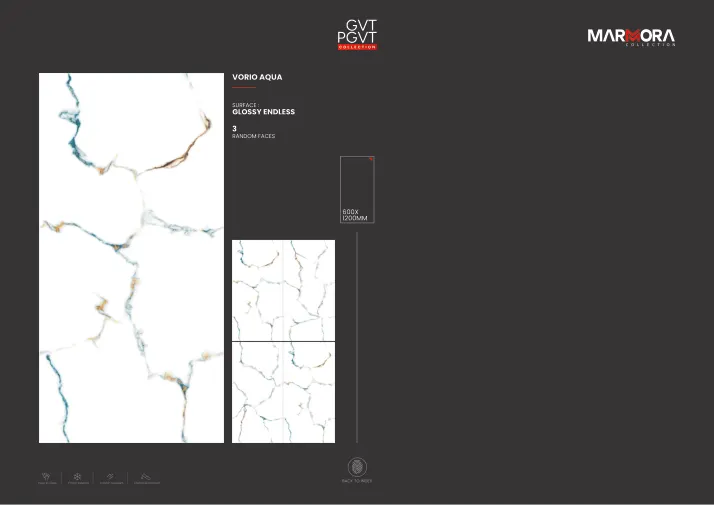 GVT
PGVT
COLLECTION
MARMORA
COLLECTION
VORIO AQUA
SURFACE :
GLOSSY ENDLESS
3
RANDOM FACES
600X
1200MM
BACK TO INDEX